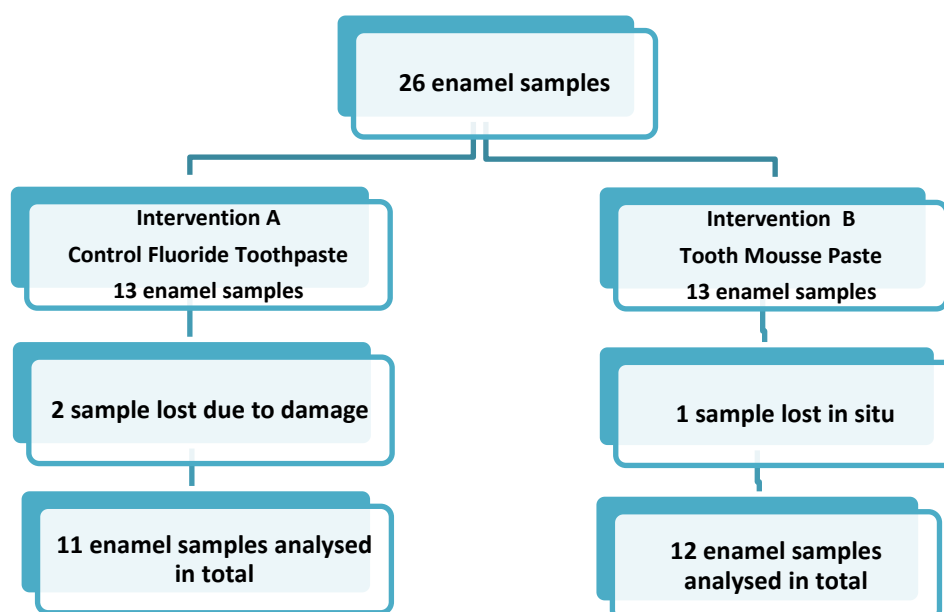 26 enamel samples
Intervention A
Control Fluoride Toothpaste
13 enamel samples
Intervention B
Tooth Mousse Paste
13 enamel samples
2 sample lost due to damage
1 sample lost in situ
11 enamel samples analysed
in total
12 enamel samples
analysed in total